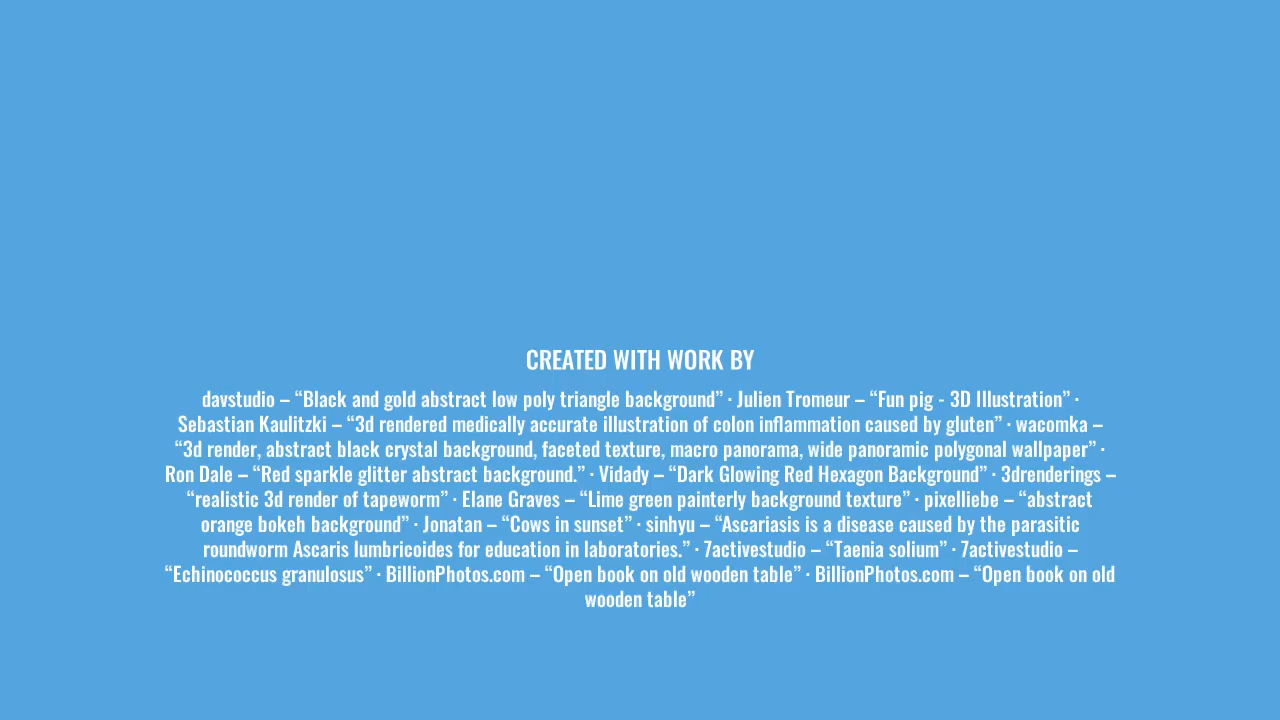 CREATED WITH WORK BY
davstudio – “Black and gold abstract low poly triangle background” · Julien Tromeur – “Fun pig - 3D Illustration” ·
Sebastian Kaulitzki – “3d rendered medically accurate illustration of colon inflammation caused by gluten” · wacomka –
“3d render, abstract black crystal background, faceted texture, macro panorama, wide panoramic polygonal wallpaper” ·
Ron Dale – “Red sparkle glitter abstract background.” · Vidady – “Dark Glowing Red Hexagon Background” · 3drenderings –
“realistic 3d render of tapeworm” · Elane Graves – “Lime green painterly background texture” · pixelliebe – “abstract
orange bokeh background” · Jonatan – “Cows in sunset” · sinhyu – “Ascariasis is a disease caused by the parasitic
roundworm Ascaris lumbricoides for education in laboratories.” · 7activestudio – “Taenia solium” · 7activestudio –
“Echinococcus granulosus” · BillionPhotos.com – “Open book on old wooden table” · BillionPhotos.com – “Open book on old
wooden table”